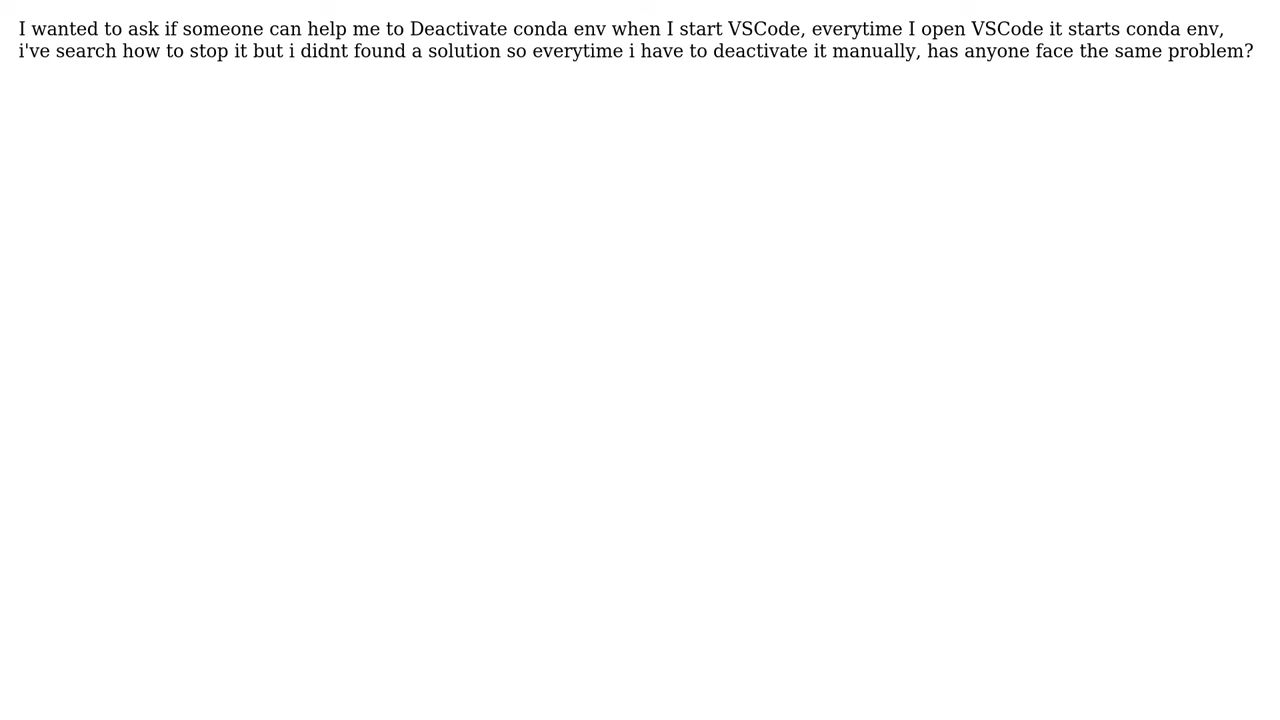 I wanted to ask if someone can help me to Deactivate conda env when I start VSCode, everytime I open VSCode it starts conda env,
i've search how to stop it but i didnt found a solution so everytime i have to deactivate it manually, has anyone face the same problem?